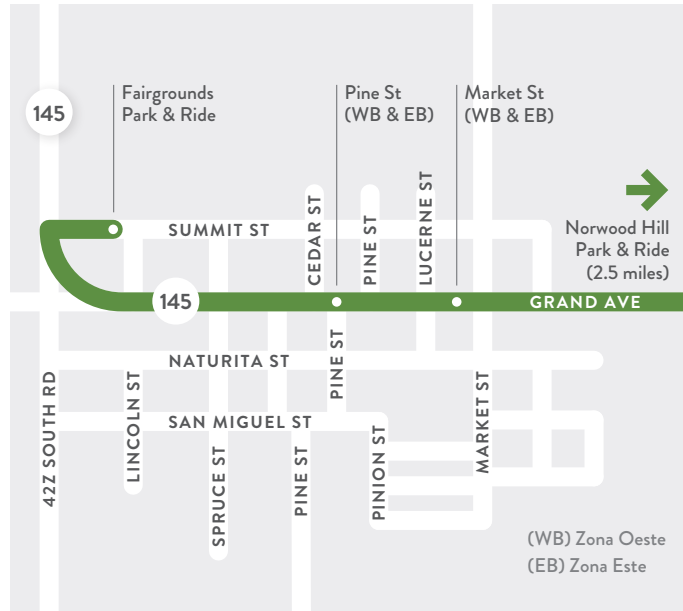 145
Fairgrounds
Park & Ride
Pine St
(WB & EB)
Market St
(WB & EB)
Norwood Hill
Park & Ride
(2.5 miles)
SUMMIT ST
CEDAR ST
PINE ST
LUCERNE ST
145
GRAND AVE
NATURITA ST
PINE ST
SAN MIGUEL ST
42Z SOUTH RD
LINCOLN ST
SPRUCE ST
PINE ST
PINION ST
MARKET ST
(WB) Zona Oeste
(EB) Zona Este